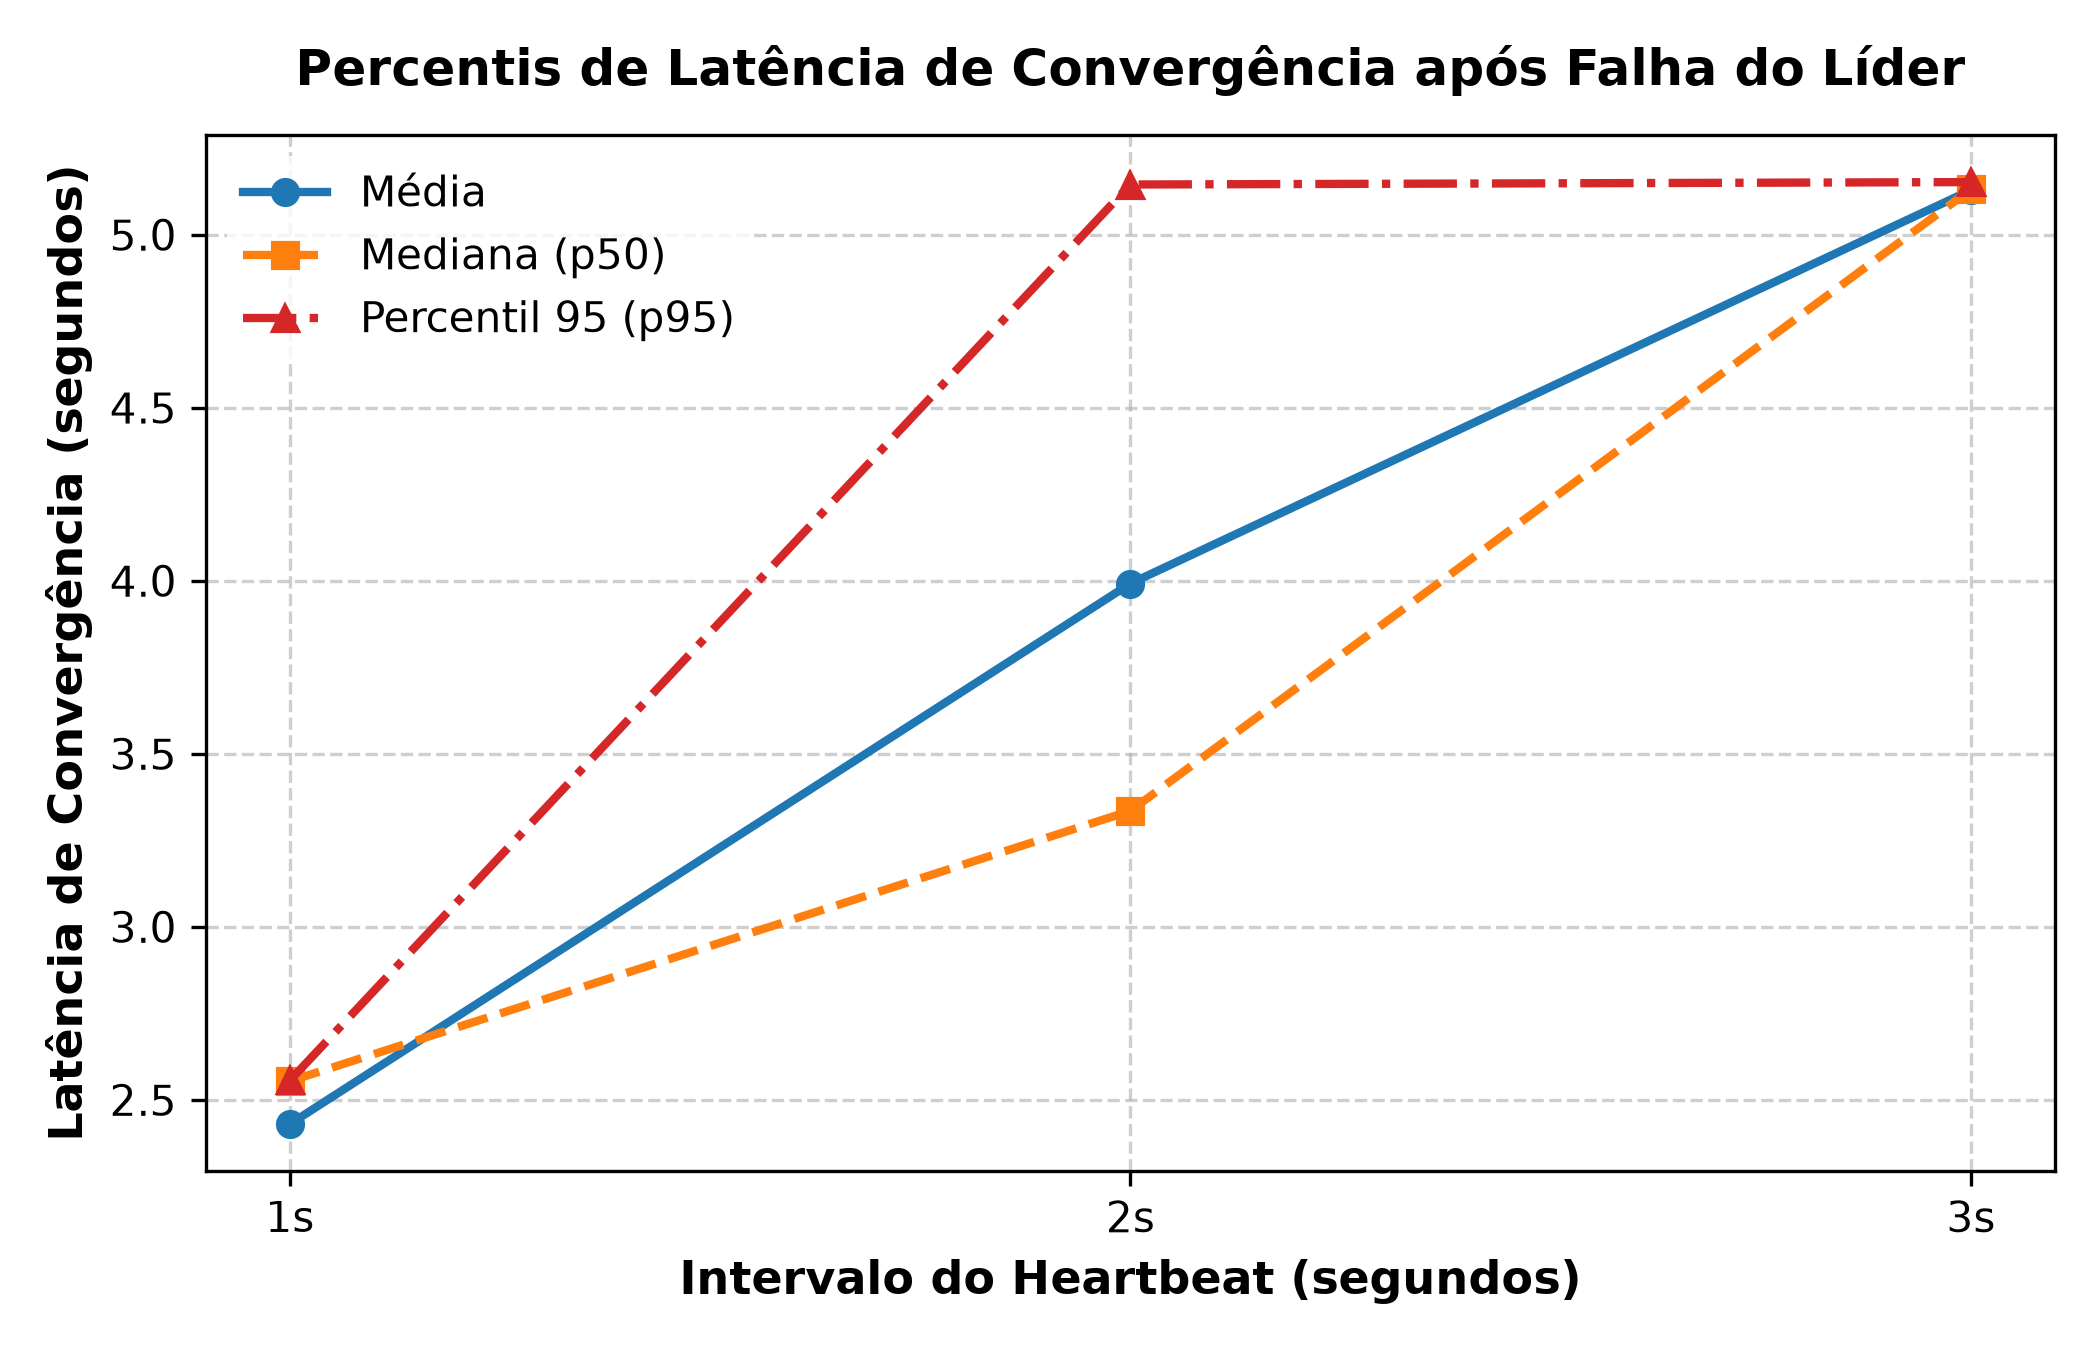 Percentis de Latência de Convergência após Falha do Líder
Latência de Convergência (segundos)
Média
Mediana (p50)
Percentil 95 (p95)
5.0
4.5
4.0
3.5
3.0
2.5
1s
2s
3s
Intervalo do Heartbeat (segundos)